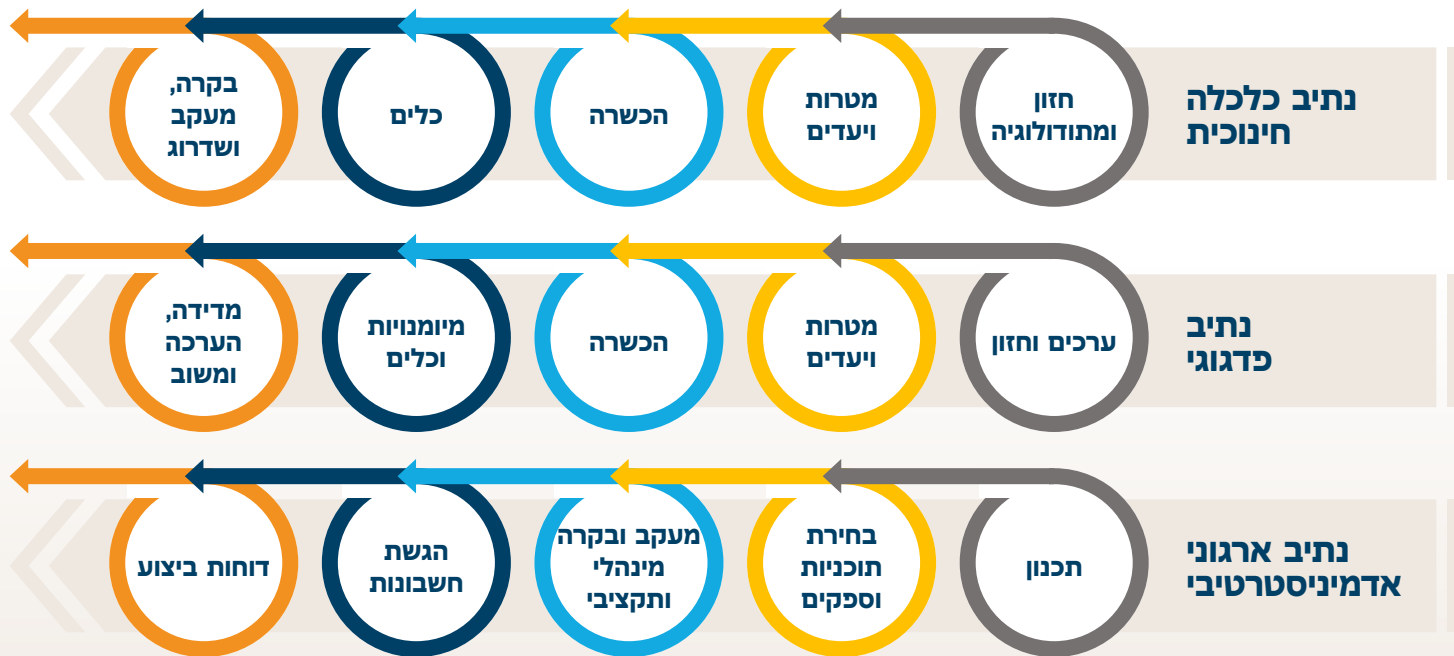 נתיב כלכלה
חינוכית
חזון
ומתודולוגיה
מטרות
ויעדים
הכשרה
כלים
בקרה,
מעקב
ושדרוג
נתיב
פדגוגי
ערכים וחזון
מטרות
ויעדים
הכשרה
מיומנויות
וכלים
מדידה,
הערכה
ומשוב
נתיב ארגוני
אדמיניסטרטיבי
תכנון
בחירת
תוכניות
וספקים
מעקב ובקרה
מינהלי
ותקציבי
הגשת
חשבונות
דוחות ביצוע